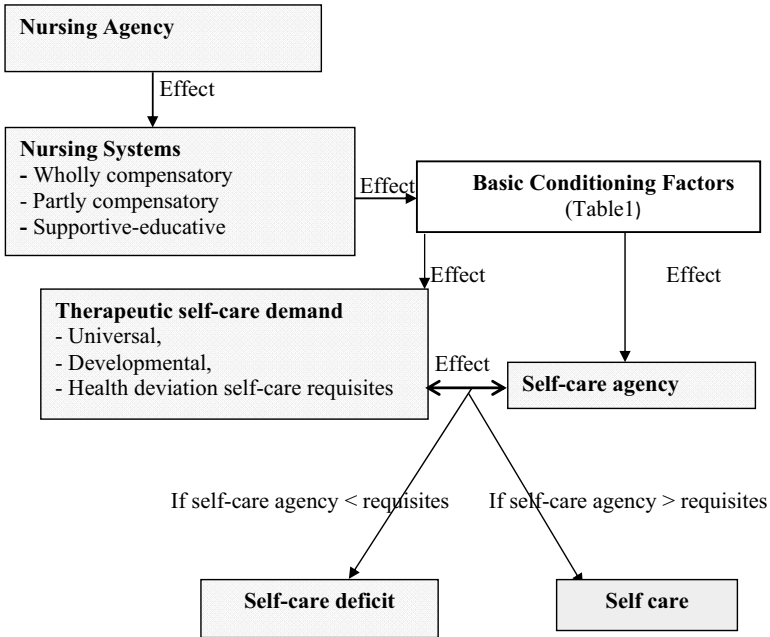 Nursing Agency
Effect
Nursing Systems
- Wholly compensatory
- Partly compensatory
- Supportive-educative
Effect
Basic Conditioning Factors
(Table1)
Effect
Effect
Therapeutic self-care demand
- Universal,
- Developmental,
- Health deviation self-care requisites
Effect
Self-care agency
If self-care agency < requisites
If self-care agency > requisites
Self-care deficit
Self care